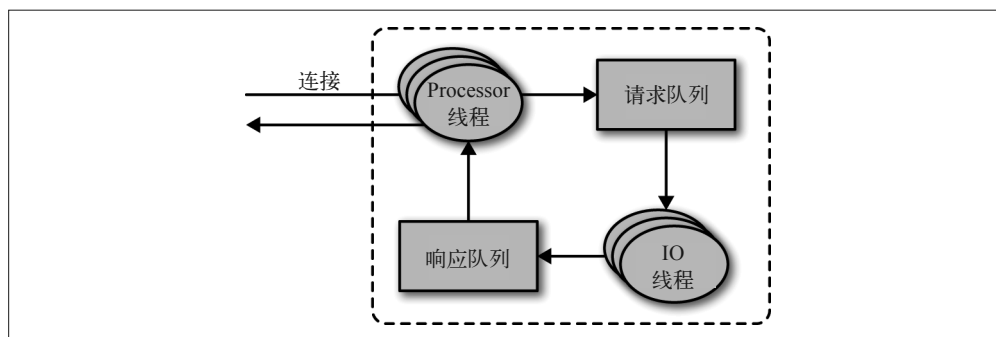 连接
Processor
线程
请求队列
响应队列
IO
线程